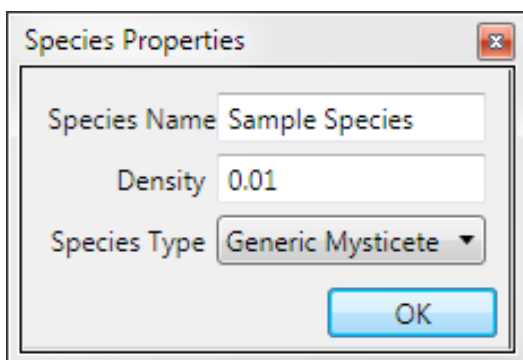 Species Properties
Species Name Sample Species
Density 0.01
Species Type Generic Mysticete
OK